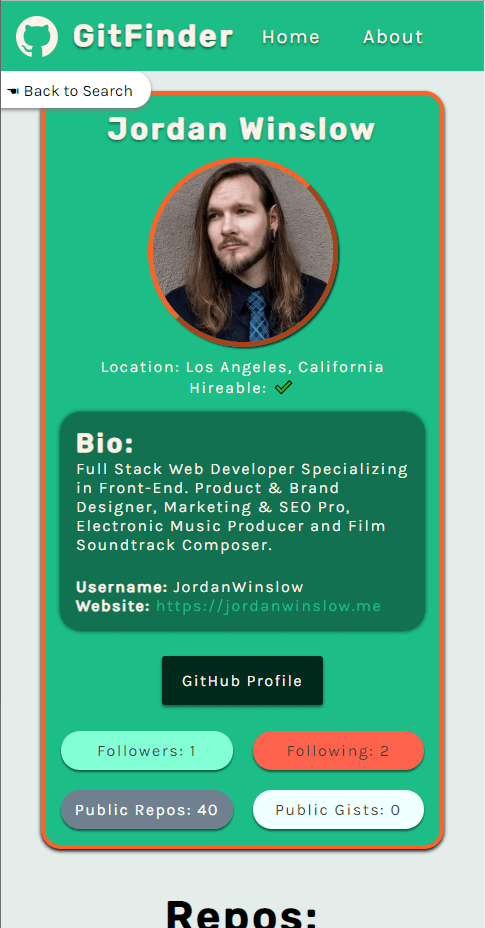 GitFinder Home About
☚ Back to Search
Jordan Winslow
Location: Los Angeles, California
Hireable: ✔
Bio:
Full Stack Web Developer Specializing
in Front-End. Product & Brand
Designer, Marketing & SEO Pro,
Electronic Music Producer and Film
Soundtrack Composer.
Username: JordanWinslow
Website: https://jordanwinslow.me
GitHub Profile
Followers: 1 Following: 2
Public Repos: 40 Public Gists: 0
Repos: